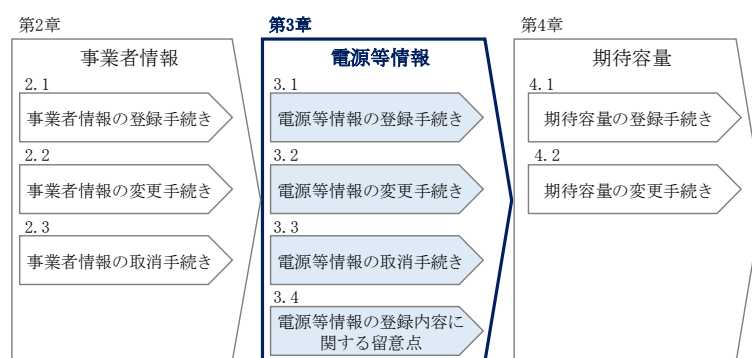 第2章
事業者情報
2.1
事業者情報の登録手続き
2.2
事業者情報の変更手続き
2.3
事業者情報の取消手続き
第3章
電源等情報
3.1
電源等情報の登録手続き
3.2
電源等情報の変更手続き
3.3
電源等情報の取消手続き
3.4
電源等情報の登録内容に
関する留意点
第4章
期待容量
4.1
期待容量の登録手続き
4.2
期待容量の変更手続き